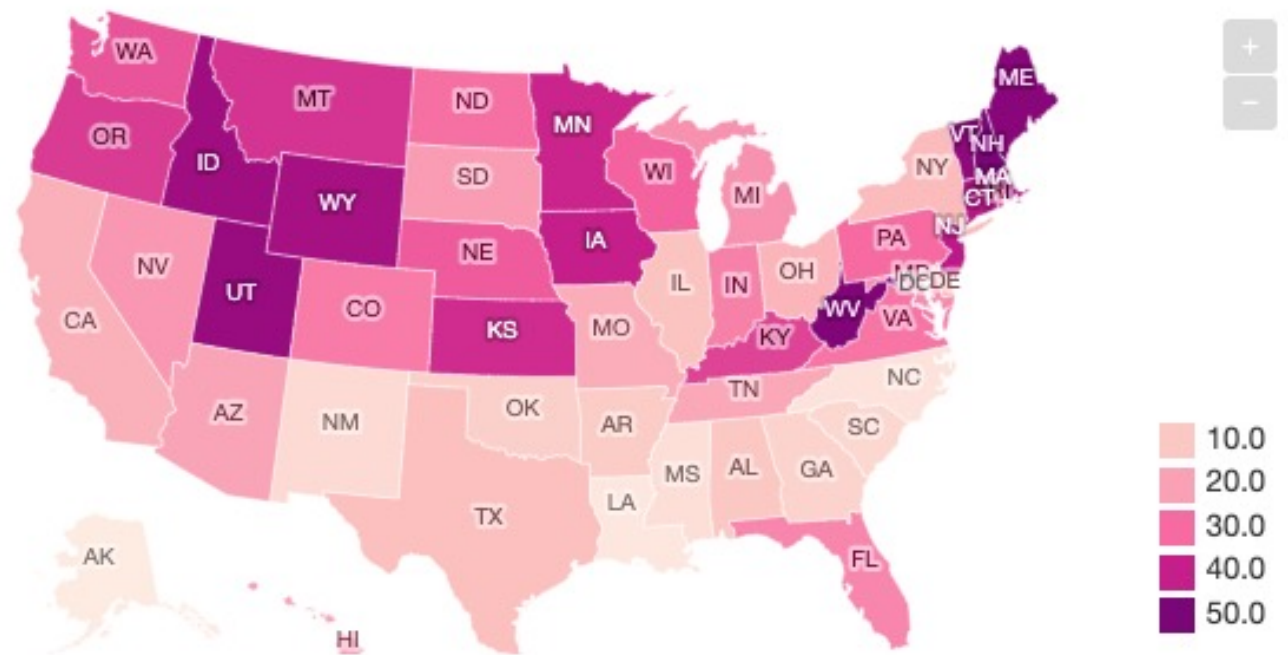 WA
MT
ND
MN
ME
OR
ID
VT
NH
SD
WI
MI
NY
MA
WY
CT
NE
IA
PA
NJ
NV
UT
CO
IL
IN
OH
MD
DC
DE
CA
KS
MO
WV
VA
KY
AZ
NM
OK
TN
NC
AR
SC
MS
AL
GA
TX
LA
AK
FL
HI
+
−
10.0
20.0
30.0
40.0
50.0